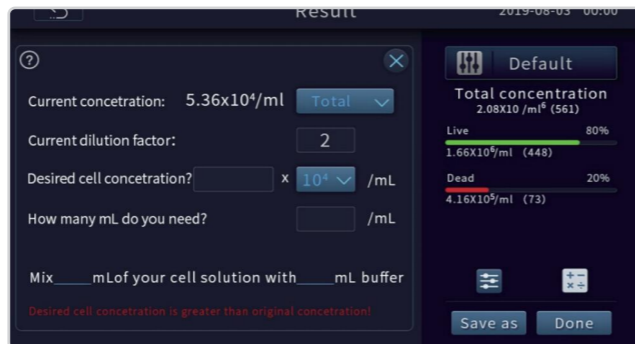 Result
2019-08-03 00:00
?
Current concetration: 5.36x10⁴/ml Total
Current dilution factor: 2
Desired cell concetration? x 10⁴ /mL
How many mL do you need? /mL
Mix_____mLof your cell solution with_____mL buffer
Desired cell concetration is greater than original concetration!
Default
Total concentration
2.08X10 /ml⁶ (561)
Live 80%
1.66X10⁶/ml (448)
Dead 20%
4.16X10⁵/ml (73)
Save as
Done